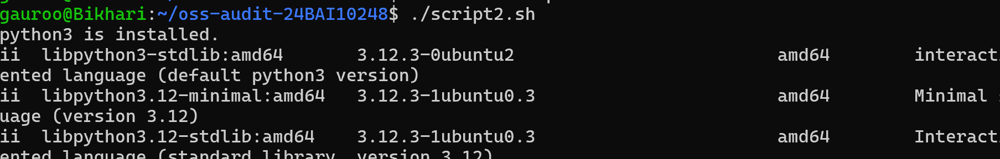 gauroo@Bikhari:~/oss-audit-24BAI10248$ ./script2.sh
python3 is installed.
ii  libpython3-stdlib:amd64       3.12.3-0ubuntu2                         amd64        interact
ented language (default python3 version)
ii  libpython3.12-minimal:amd64   3.12.3-1ubuntu0.3                       amd64        Minimal
uage (version 3.12)
ii  libpython3.12-stdlib:amd64    3.12.3-1ubuntu0.3                       amd64        Interact
ented language (standard library, version 3.12)